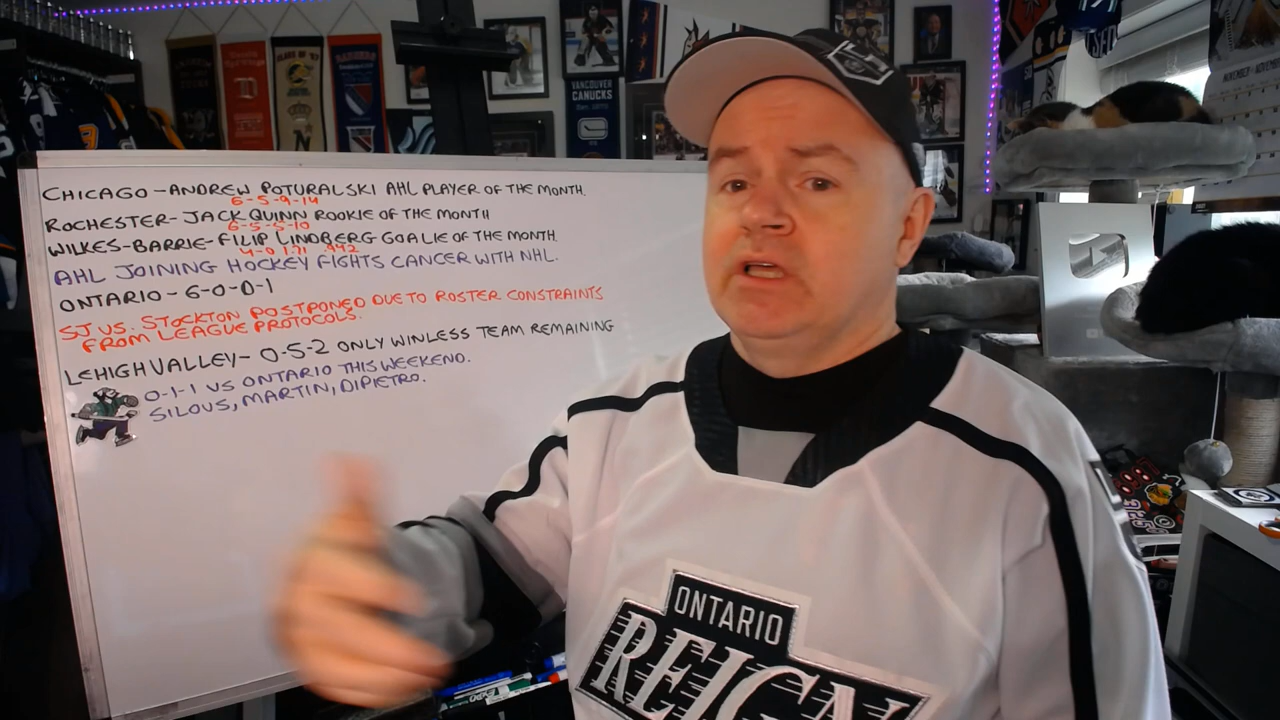 CHICAGO - ANDREW POTURALSKI AHL PLAYER OF THE MONTH.
6-5-9-14
ROCHESTER - JACK QUINN ROOKIE OF THE MONTH
6-5-5-10
WILKES-BARRIE - FILIP LINDBERG GOALIE OF THE MONTH.
4-0 1.71 .942
AHL JOINING HOCKEY FIGHTS CANCER WITH NHL.
ONTARIO - 6-0-0-1
SJ VS. STOCKTON POSTPONED DUE TO ROSTER CONSTRAINTS
FROM LEAGUE PROTOCOLS.
LEHIGH VALLEY - 0-5-2 ONLY WINLESS TEAM REMAINING
0-1-1 VS ONTARIO THIS WEEKEND.
SILOVS, MARTIN, DIPIETRO.
VANCOUVER
CANUCKS
ONTARIO
REIGN